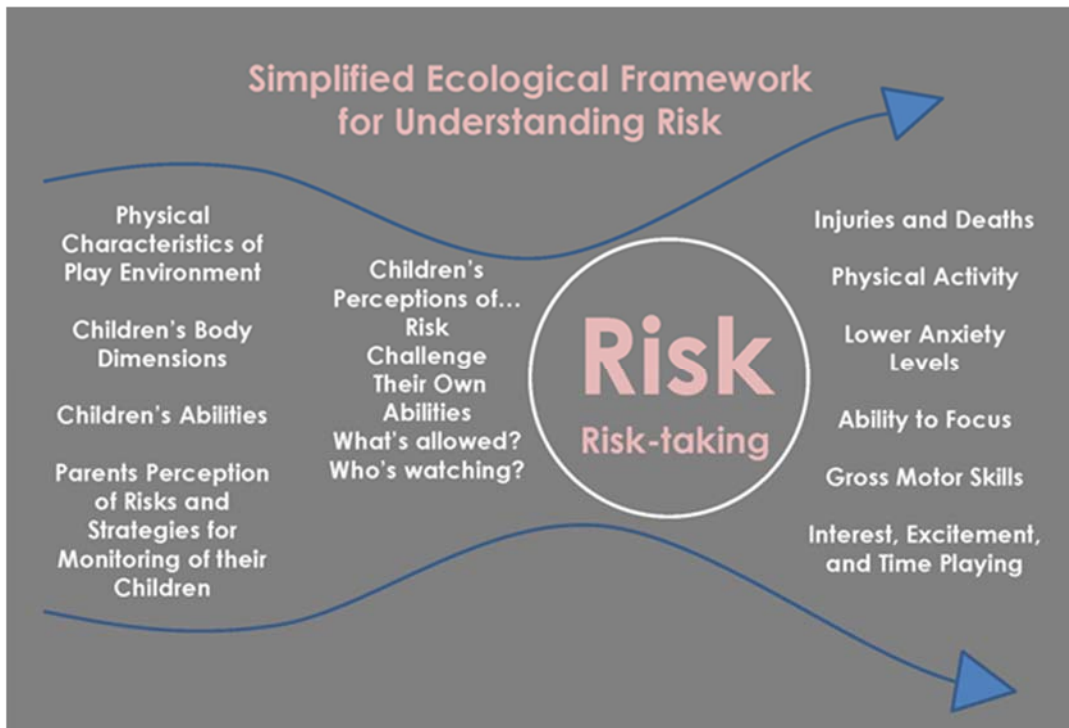 Simplified Ecological Framework
for Understanding Risk
Physical
Characteristics of
Play Environment
Children's Body
Dimensions
Children's Abilities
Parents Perception
of Risks and
Strategies for
Monitoring of their
Children
Children's
Perceptions of...
Risk
Challenge
Their Own
Abilities
What's allowed?
Who's watching?
Risk
Risk-taking
Injuries and Deaths
Physical Activity
Lower Anxiety
Levels
Ability to Focus
Gross Motor Skills
Interest, Excitement,
and Time Playing